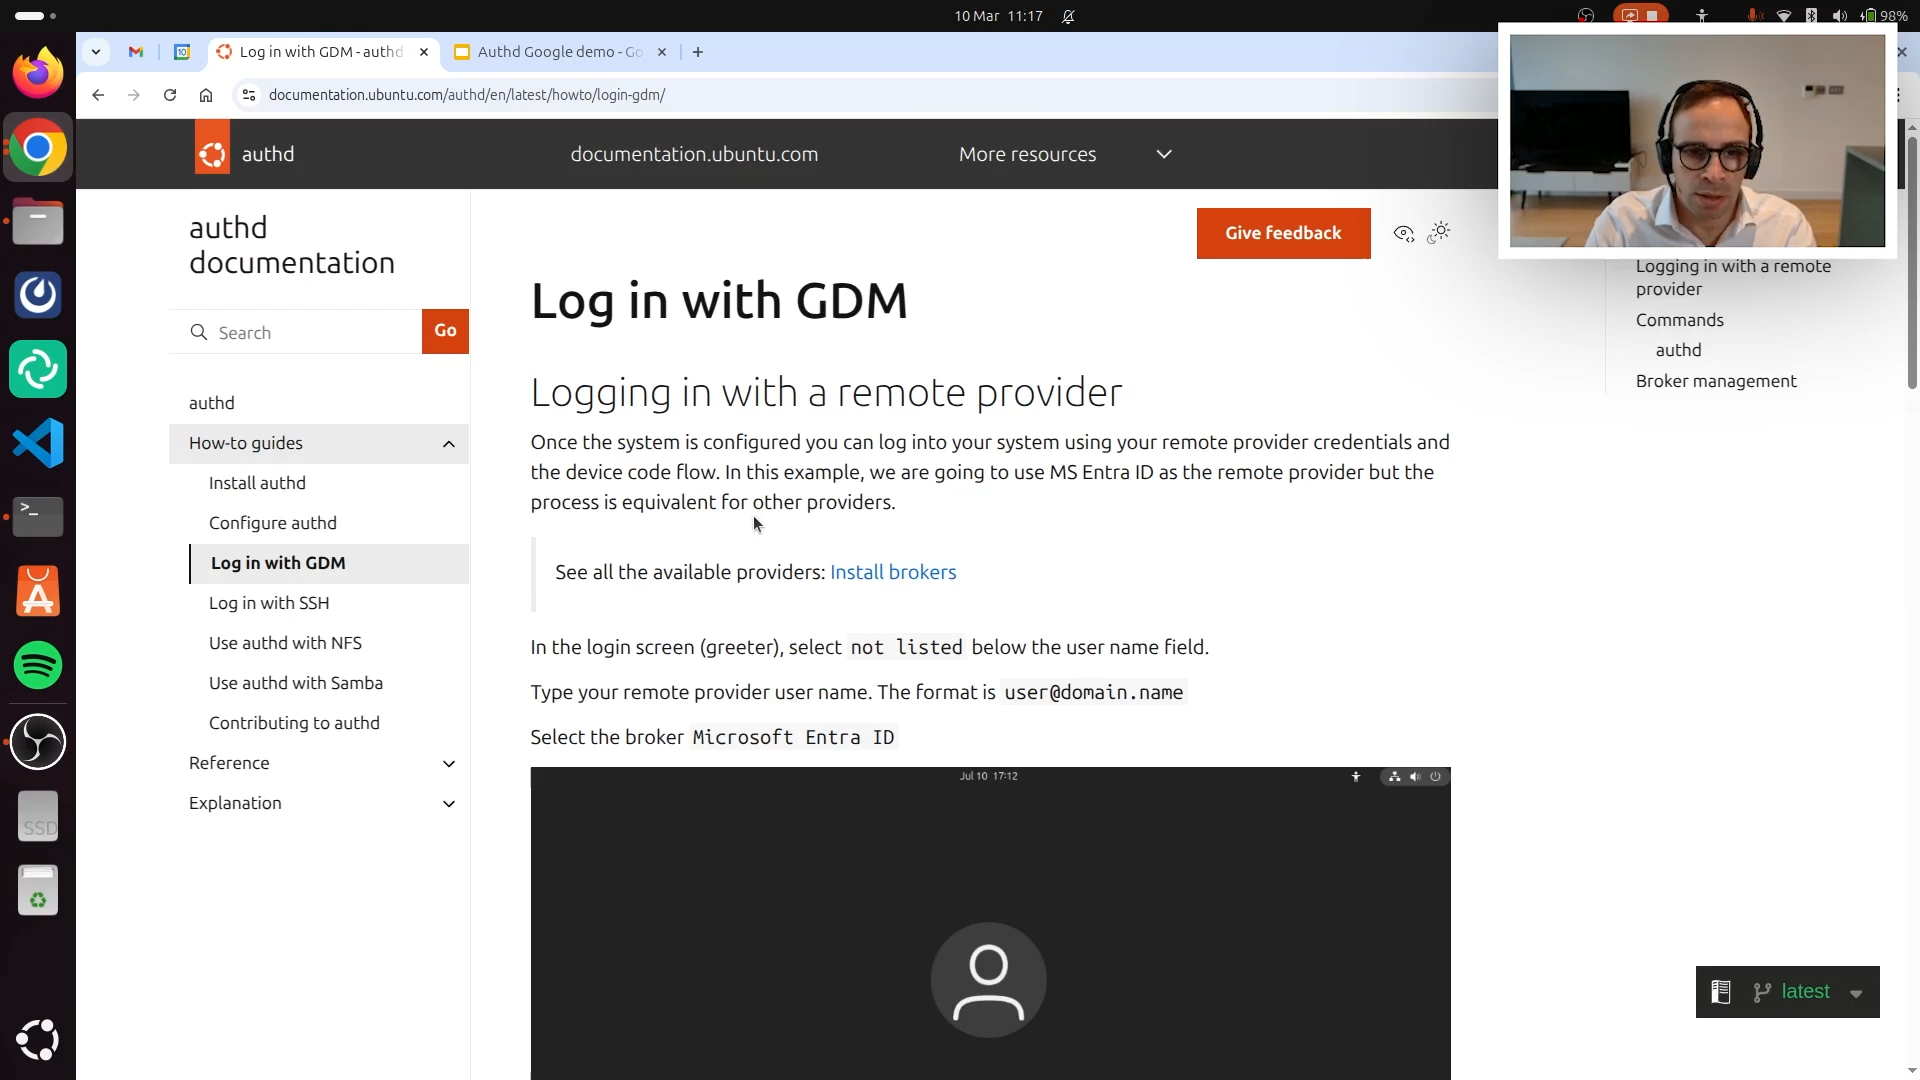 10 Mar 11:17
98%
Log in with GDM - authd
Authd Google demo - Go
documentation.ubuntu.com/authd/en/latest/howto/login-gdm/
authd
documentation.ubuntu.com
More resources
authd
documentation
Search
Go
authd
How-to guides
Install authd
Configure authd
Log in with GDM
Log in with SSH
Use authd with NFS
Use authd with Samba
Contributing to authd
Reference
Explanation
Give feedback
Log in with GDM
Logging in with a remote provider
Once the system is configured you can log into your system using your remote provider credentials and
the device code flow. In this example, we are going to use MS Entra ID as the remote provider but the
process is equivalent for other providers.
See all the available providers: Install brokers
In the login screen (greeter), select not listed below the user name field.
Type your remote provider user name. The format is user@domain.name
Select the broker Microsoft Entra ID
Jul 10 17:12
Logging in with a remote
provider
Commands
authd
Broker management
latest
SSD